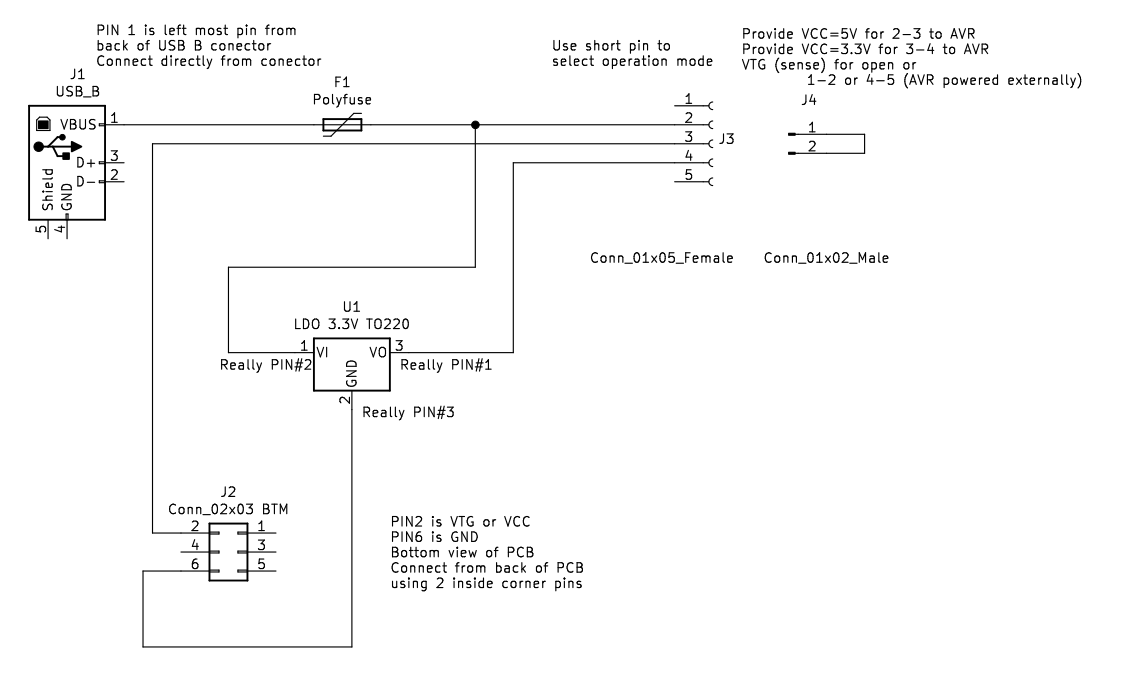 PIN 1 is left most pin from
back of USB B conector
Connect directly from conector
J1
USB_B
VBUS
1
D+
3
D-
2
Shield
GND
5
4
F1
Polyfuse
Use short pin to
select operation mode
Provide VCC=5V for 2-3 to AVR
Provide VCC=3.3V for 3-4 to AVR
VTG (sense) for open or
1-2 or 4-5 (AVR powered externally)
J4
1
2
3
4
5
J3
1
2
Conn_01x05_Female
Conn_01x02_Male
U1
LDO 3.3V TO220
1
VI
VO
3
GND
2
Really PIN#2
Really PIN#1
Really PIN#3
J2
Conn_02x03 BTM
2
1
4
3
6
5
PIN2 is VTG or VCC
PIN6 is GND
Bottom view of PCB
Connect from back of PCB
using 2 inside corner pins